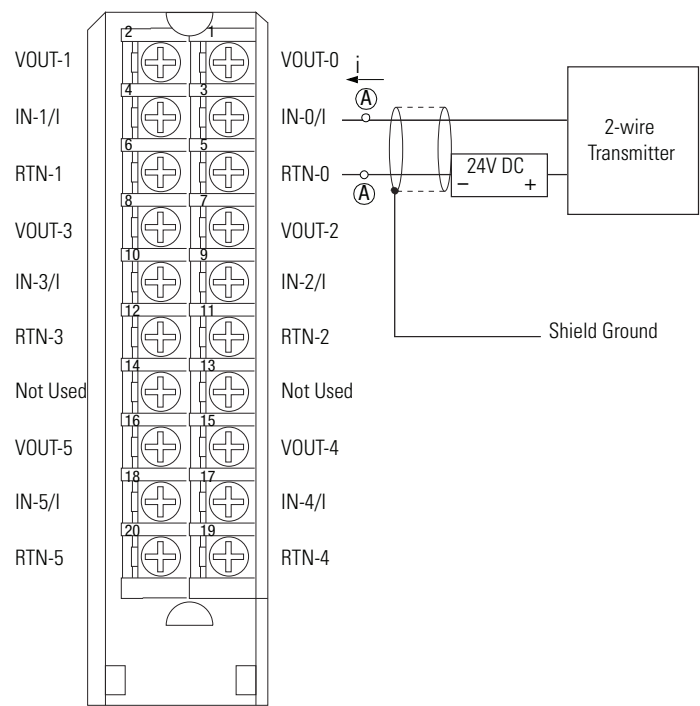 2 1
VOUT-1 VOUT-0 i
4 3 A
IN-1/I IN-0/I 2-wire
Transmitter
6 5
RTN-1 RTN-0 24V DC
− +
A
8 7
VOUT-3 VOUT-2
10 9
IN-3/I IN-2/I
12 11
RTN-3 RTN-2 Shield Ground
14 13
Not Used Not Used
16 15
VOUT-5 VOUT-4
18 17
IN-5/I IN-4/I
20 19
RTN-5 RTN-4